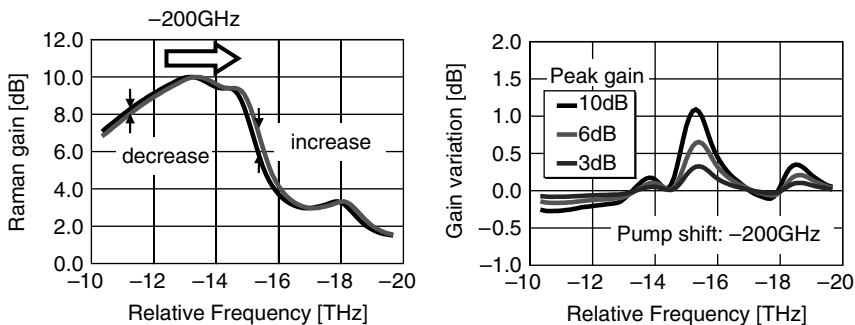 –200GHz
Raman gain [dB]
12.0
10.0
8.0
6.0
4.0
2.0
0.0
decrease
increase
–10
–12
–14
–16
–18
–20
Relative Frequency [THz]
Gain variation [dB]
2.0
1.5
1.0
0.5
0.0
–0.5
–1.0
Peak gain
10dB
6dB
3dB
Pump shift: –200GHz
–10
–12
–14
–16
–18
–20
Relative Frequency [THz]